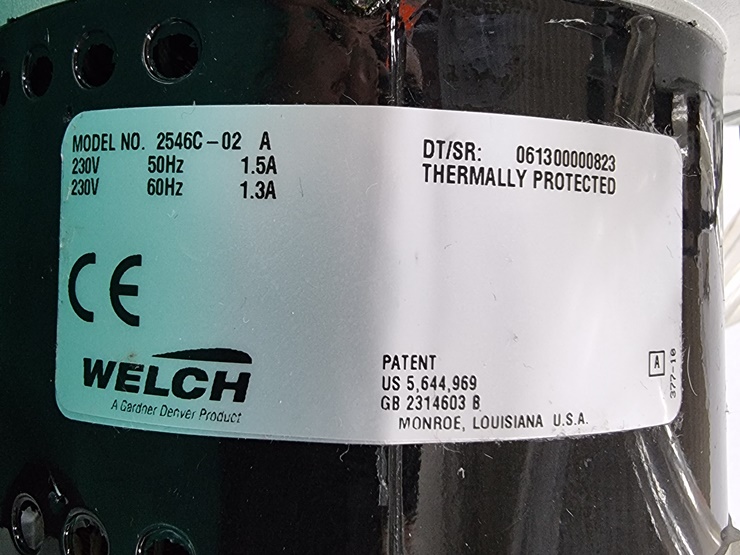 MODEL NO. 2546C-02 A
230V 50Hz 1.5A
230V 60Hz 1.3A
DT/SR: 061300000823
THERMALLY PROTECTED
CE
WELCH
A Gardner Denver Product
PATENT
US 5,644,969
GB 2314603 B
MONROE, LOUISIANA U.S.A.
A
377-10